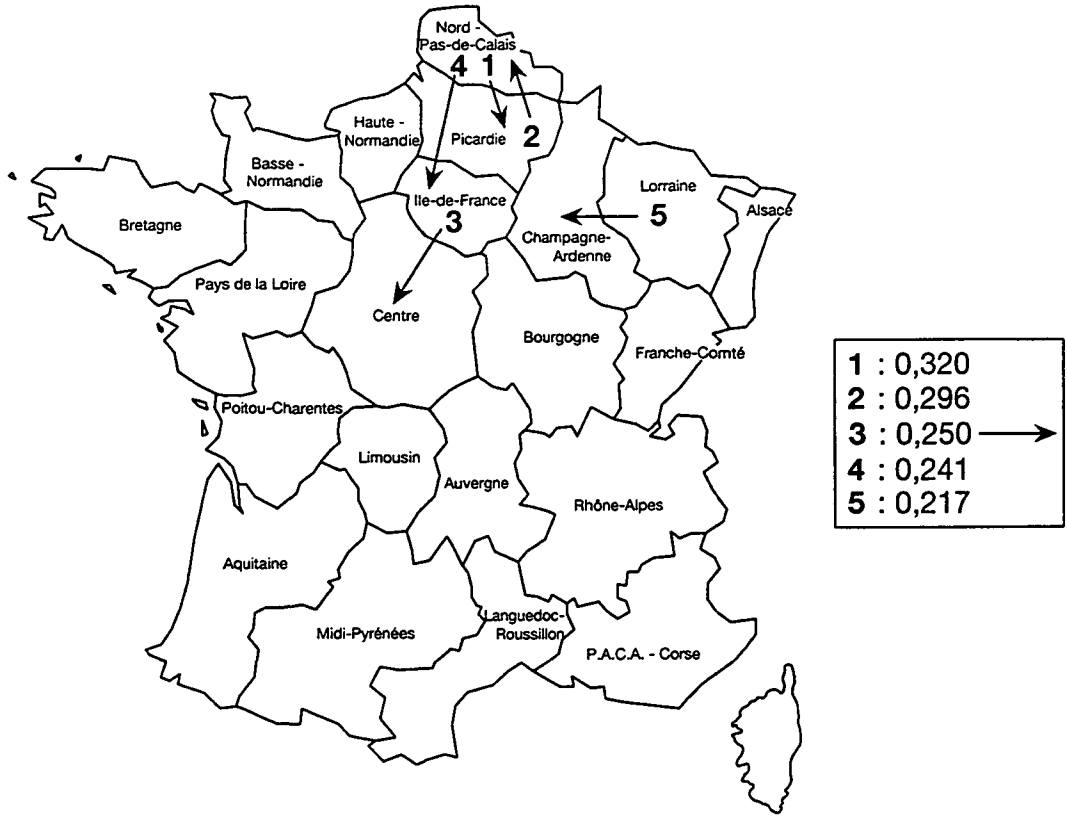 Nord -
Pas-de-Calais
4 1
Haute -
Normandie
Picardie
2
Basse -
Normandie
Lorraine
Ile-de-France
Alsace
Bretagne
3
5
Champagne-
Ardenne
Pays de la Loire
Centre
Bourgogne
Franche-Comté
Poitou-Charentes
Limousin
Auvergne
Rhône-Alpes
Aquitaine
Languedoc-
Roussillon
Midi-Pyrénées
P.A.C.A. - Corse
1 : 0,320
2 : 0,296
3 : 0,250
4 : 0,241
5 : 0,217